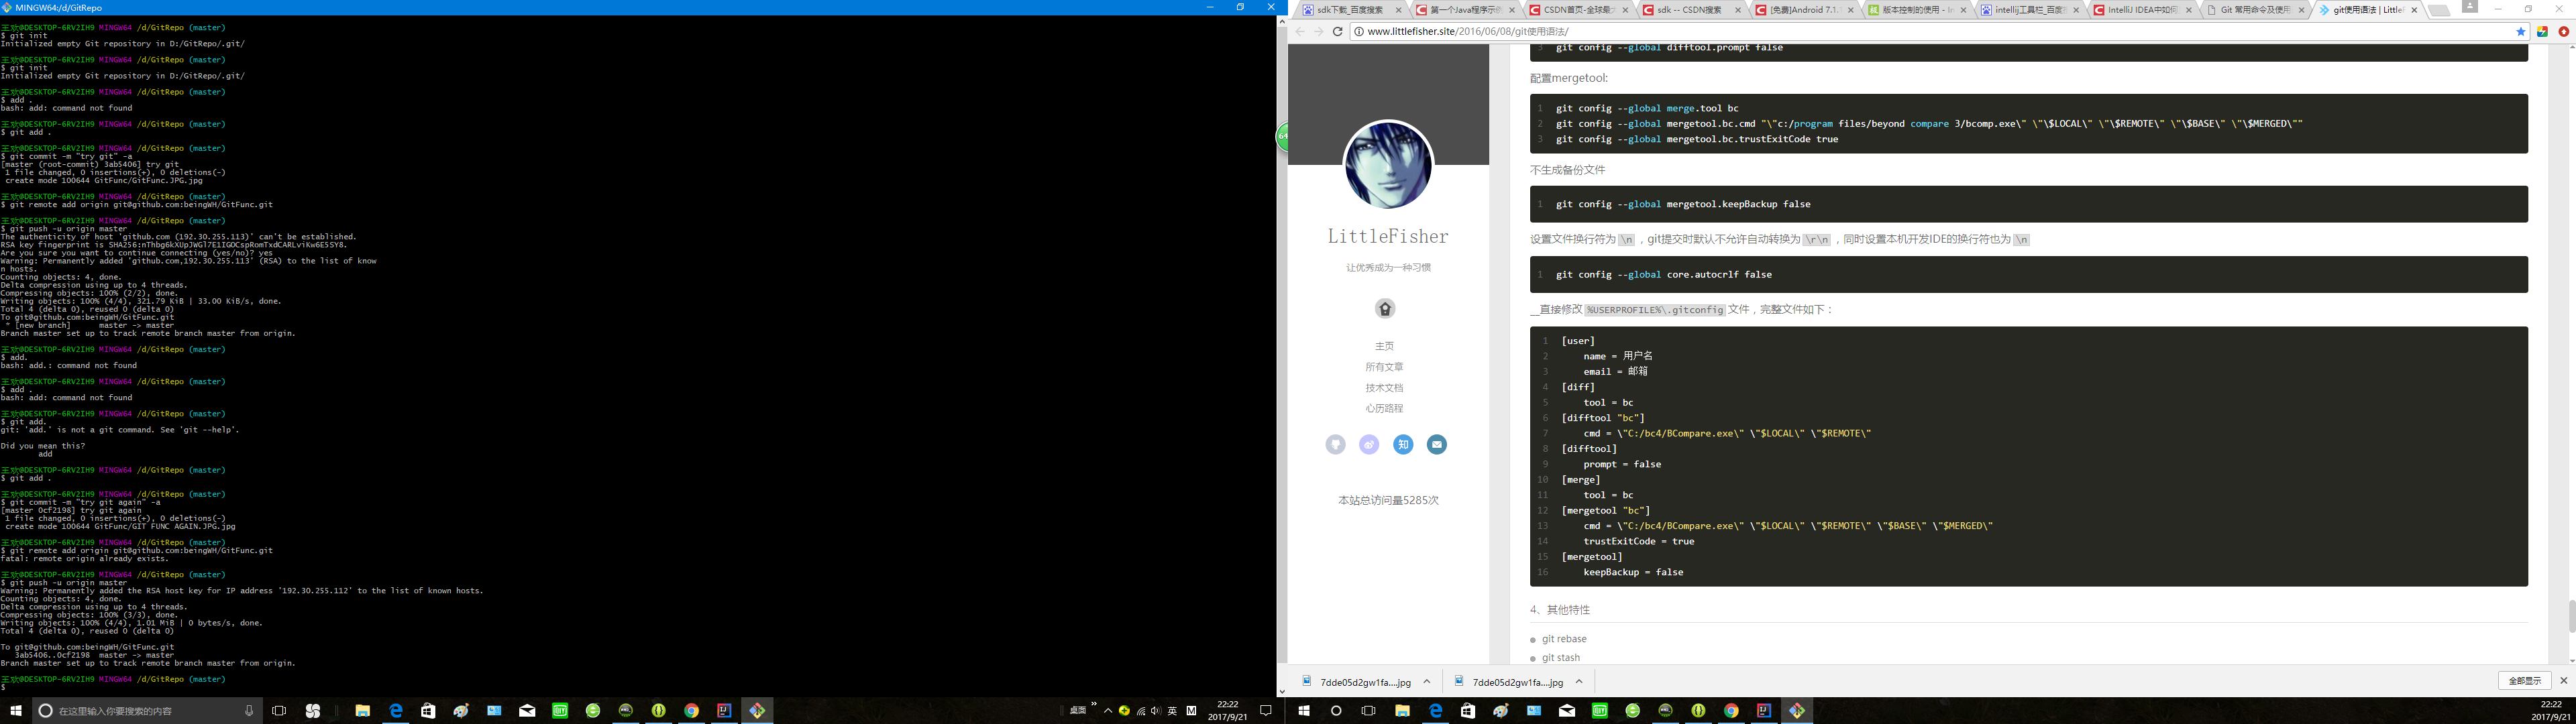 MINGW64:/d/GitRepo
王欢@DESKTOP-6RV2IH9 MINGW64 /d/GitRepo (master)
$ git init
Initialized empty Git repository in D:/GitRepo/.git/
王欢@DESKTOP-6RV2IH9 MINGW64 /d/GitRepo (master)
$ git init
Initialized empty Git repository in D:/GitRepo/.git/
王欢@DESKTOP-6RV2IH9 MINGW64 /d/GitRepo (master)
$ add .
bash: add: command not found
王欢@DESKTOP-6RV2IH9 MINGW64 /d/GitRepo (master)
$ git add .
王欢@DESKTOP-6RV2IH9 MINGW64 /d/GitRepo (master)
$ git commit -m "try git" -a
[master (root-commit) 3ab5406] try git
1 file changed, 0 insertions(+), 0 deletions(-)
create mode 100644 GitFunc/GitFunc.JPG.jpg
王欢@DESKTOP-6RV2IH9 MINGW64 /d/GitRepo (master)
$ git remote add origin git@github.com:beingWH/GitFunc.git
王欢@DESKTOP-6RV2IH9 MINGW64 /d/GitRepo (master)
$ git push -u origin master
The authenticity of host 'github.com (192.30.255.113)' can't be established.
RSA key fingerprint is SHA256:nThbg6kXUpJWGl7E1IGOCspRomTxdCARLviKw6E5SY8.
Are you sure you want to continue connecting (yes/no)? yes
Warning: Permanently added 'github.com,192.30.255.113' (RSA) to the list of know
n hosts.
Counting objects: 4, done.
Delta compression using up to 4 threads.
Compressing objects: 100% (2/2), done.
Writing objects: 100% (4/4), 321.79 KiB | 33.00 KiB/s, done.
Total 4 (delta 0), reused 0 (delta 0)
To git@github.com:beingWH/GitFunc.git
* [new branch]      master -> master
Branch master set up to track remote branch master from origin.
王欢@DESKTOP-6RV2IH9 MINGW64 /d/GitRepo (master)
$ add.
bash: add.: command not found
王欢@DESKTOP-6RV2IH9 MINGW64 /d/GitRepo (master)
$ add .
bash: add: command not found
王欢@DESKTOP-6RV2IH9 MINGW64 /d/GitRepo (master)
$ git add.
git: 'add.' is not a git command. See 'git --help'.
Did you mean this?
add
王欢@DESKTOP-6RV2IH9 MINGW64 /d/GitRepo (master)
$ git add .
王欢@DESKTOP-6RV2IH9 MINGW64 /d/GitRepo (master)
$ git commit -m "try git again" -a
[master 0cf2198] try git again
1 file changed, 0 insertions(+), 0 deletions(-)
create mode 100644 GitFunc/GIT FUNC AGAIN.JPG.jpg
王欢@DESKTOP-6RV2IH9 MINGW64 /d/GitRepo (master)
$ git remote add origin git@github.com:beingWH/GitFunc.git
fatal: remote origin already exists.
王欢@DESKTOP-6RV2IH9 MINGW64 /d/GitRepo (master)
$ git push -u origin master
Warning: Permanently added the RSA host key for IP address '192.30.255.112' to the list of known hosts.
Counting objects: 4, done.
Delta compression using up to 4 threads.
Compressing objects: 100% (3/3), done.
Writing objects: 100% (4/4), 1.01 MiB | 0 bytes/s, done.
Total 4 (delta 0), reused 0 (delta 0)
To git@github.com:beingWH/GitFunc.git
3ab5406..0cf2198  master -> master
Branch master set up to track remote branch master from origin.
王欢@DESKTOP-6RV2IH9 MINGW64 /d/GitRepo (master)
$
在这里输入你要搜索的内容
桌面
英
M
22:22
2017/9/21
64
sdk下载_百度搜索
第一个Java程序示例
CSDN首页-全球最大
sdk -- CSDN搜索
[免费]Android 7.1.
版本控制的使用 - In
intellij工具栏_百度
IntelliJ IDEA中如何
Git 常用命令及使用
git使用语法 | LittleF
www.littlefisher.site/2016/06/08/git使用语法/
LittleFisher
让优秀成为一种习惯
主页
所有文章
技术文档
心历路程
知
本站总访问量5285次
3 git config --global difftool.prompt false
配置mergetool:
1 git config --global merge.tool bc
2 git config --global mergetool.bc.cmd "\"c:/program files/beyond compare 3/bcomp.exe\" \"\$LOCAL\" \"\$REMOTE\" \"\$BASE\" \"\$MERGED\""
3 git config --global mergetool.bc.trustExitCode true
不生成备份文件
1 git config --global mergetool.keepBackup false
设置文件换行符为 \n ，git提交时默认不允许自动转换为 \r\n ，同时设置本机开发IDE的换行符也为 \n
1 git config --global core.autocrlf false
__直接修改 %USERPROFILE%\.gitconfig 文件，完整文件如下：
1 [user]
2 name = 用户名
3 email = 邮箱
4 [diff]
5 tool = bc
6 [difftool "bc"]
7 cmd = \"C:/bc4/BCompare.exe\" \"$LOCAL\" \"$REMOTE\"
8 [difftool]
9 prompt = false
10 [merge]
11 tool = bc
12 [mergetool "bc"]
13 cmd = \"C:/bc4/BCompare.exe\" \"$LOCAL\" \"$REMOTE\" \"$BASE\" \"$MERGED\"
14 trustExitCode = true
15 [mergetool]
16 keepBackup = false
4、其他特性
git rebase
git stash
7dde05d2gw1fa....jpg
7dde05d2gw1fa....jpg
全部显示
22:22
2017/9/21